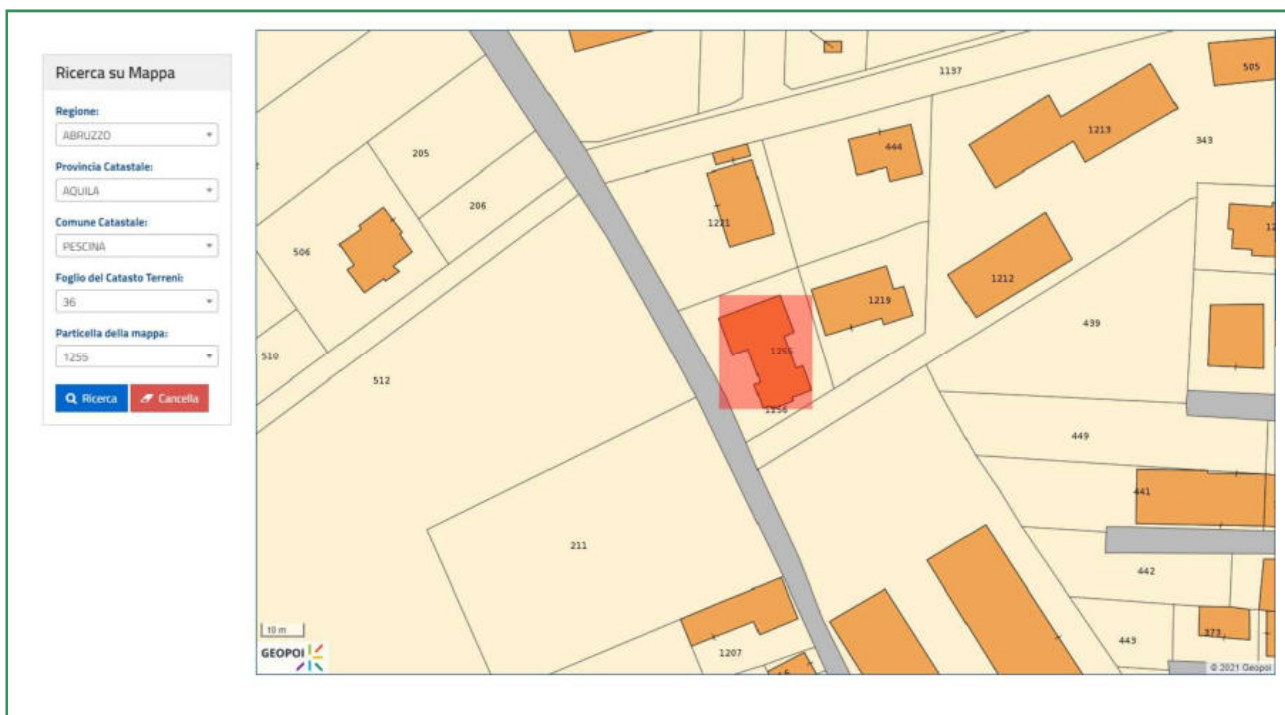 Ricerca su Mappa
Regione:
ABRUZZO
Provincia Catastale:
AQUILA
Comune Catastale:
PESCINA
Foglio del Catasto Terreni:
36
Particella della mappa:
1255
Ricerca Cancella
1137
505
1213
343
444
205
206
1221
506
1212
1219
439
1255
510
512
1256
449
441
211
442
443
373
1207
10 m
GEOPOI
© 2021 Geopoi